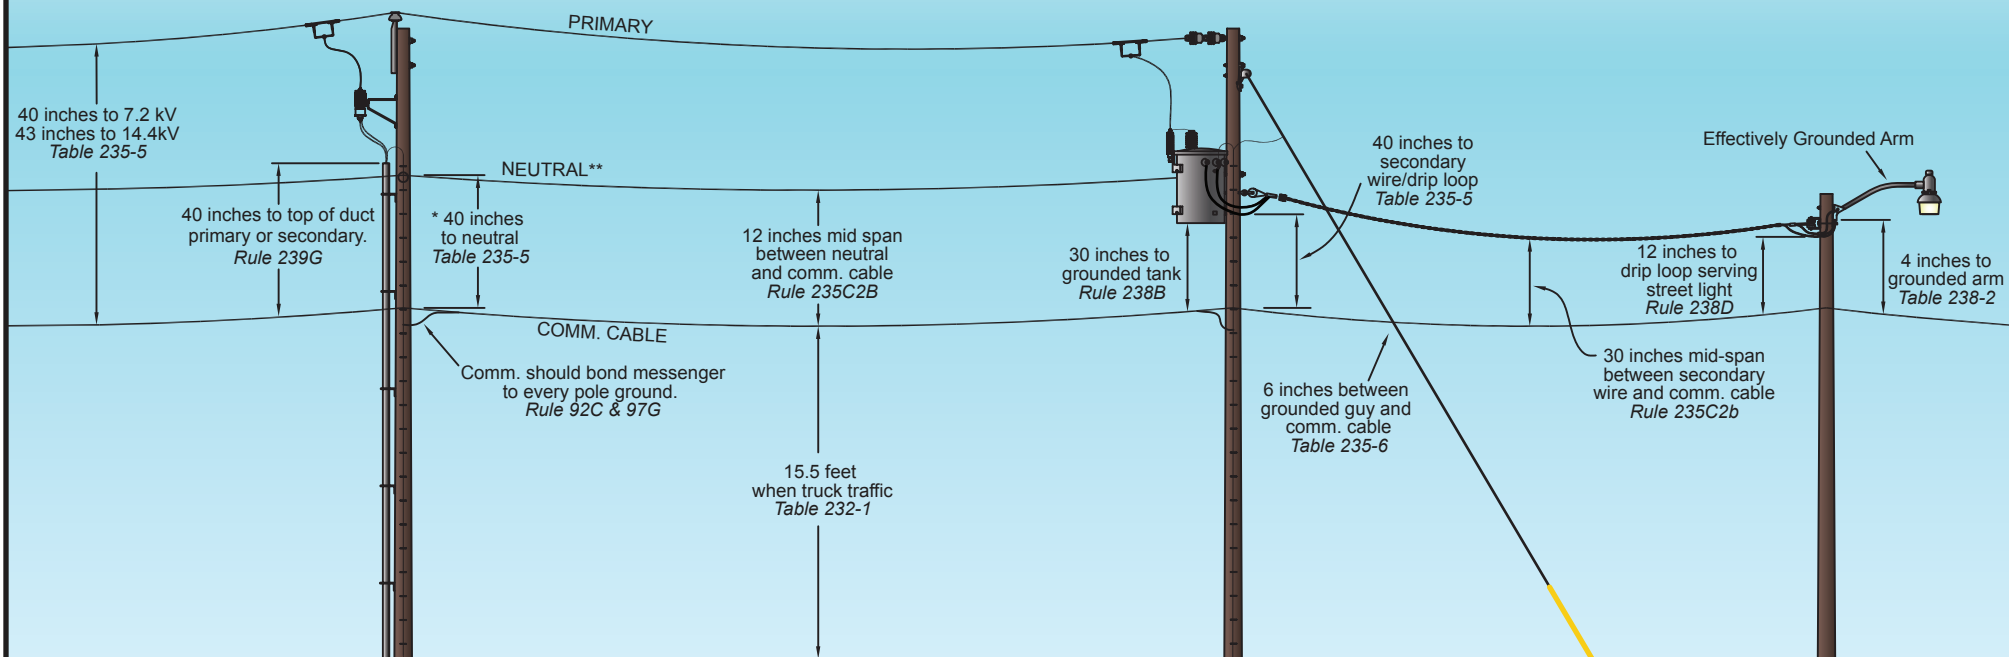 PRIMARY
40 inches to 7.2 kV
43 inches to 14.4kV
Table 235-5
NEUTRAL**
40 inches to top of duct
primary or secondary.
Rule 239G
* 40 inches
to neutral
Table 235-5
12 inches mid span
between neutral
and comm. cable
Rule 235C2B
30 inches to
grounded tank
Rule 238B
40 inches to
secondary
wire/drip loop
Table 235-5
Effectively Grounded Arm
12 inches to
drip loop serving
street light
Rule 238D
4 inches to
grounded arm
Table 238-2
COMM. CABLE
Comm. should bond messenger
to every pole ground.
Rule 92C & 97G
15.5 feet
when truck traffic
Table 232-1
6 inches between
grounded guy and
comm. cable
Table 235-6
30 inches mid-span
between secondary
wire and comm. cable
Rule 235C2b